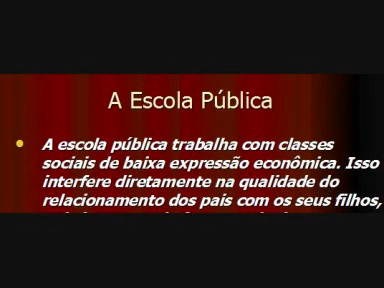 A Escola Pública
A escola pública trabalha com classes
sociais de baixa expressão econômica. Isso
interfere diretamente na qualidade do
relacionamento dos pais com os seus filhos,